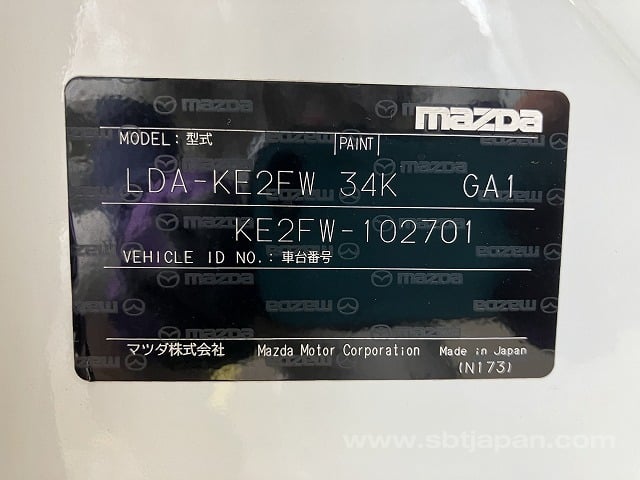 mazda
MODEL: 型式 PAINT
LDA-KE2FW 34K GA1
KE2FW-102701
VEHICLE ID NO.: 車台番号
マツダ株式会社 Mazda Motor Corporation Made in Japan
(N173)
www.sbtjapan.com